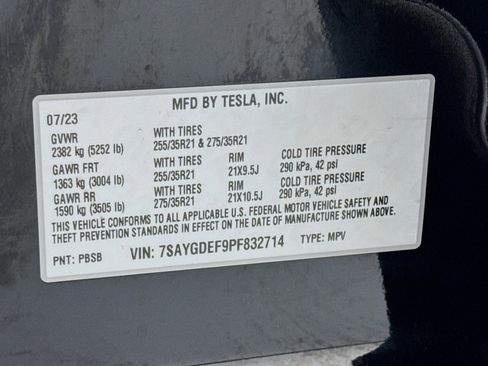 MFD BY TESLA, INC.
07/23
GVWR WITH TIRES
2382 kg (5252 lb) 255/35R21 & 275/35R21
GAWR FRT WITH TIRES RIM COLD TIRE PRESSURE
1363 kg (3004 lb) 255/35R21 21X9.5J 290 kPa, 42 psi
GAWR RR WITH TIRES RIM COLD TIRE PRESSURE
1590 kg (3505 lb) 275/35R21 21X10.5J 290 kPa, 42 psi
THIS VEHICLE CONFORMS TO ALL APPLICABLE U.S. FEDERAL MOTOR VEHICLE SAFETY AND
THEFT PREVENTION STANDARDS IN EFFECT ON THE DATE OF MANUFACTURE SHOWN ABOVE.
PNT: PBSB VIN: 7SAYGDEF9PF832714 TYPE: MPV